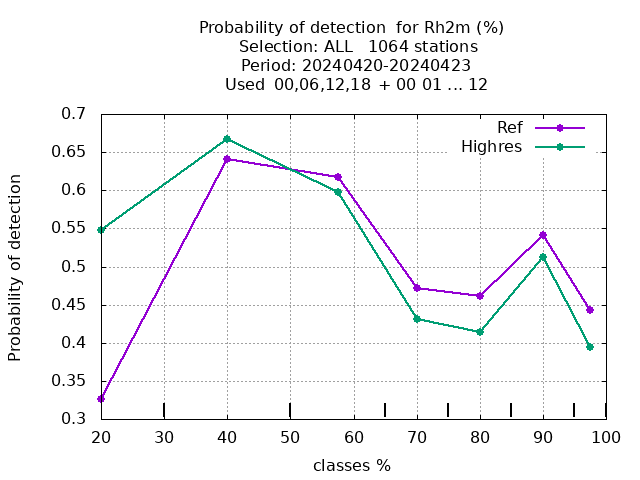 Probability of detection  for Rh2m (%)
Selection: ALL   1064 stations
Period: 20240420-20240423
Used  00,06,12,18 + 00 01 ... 12
Ref
Highres
Probability of detection
0.7
0.65
0.6
0.55
0.5
0.45
0.4
0.35
0.3
20 30 40 50 60 70 80 90 100
classes %